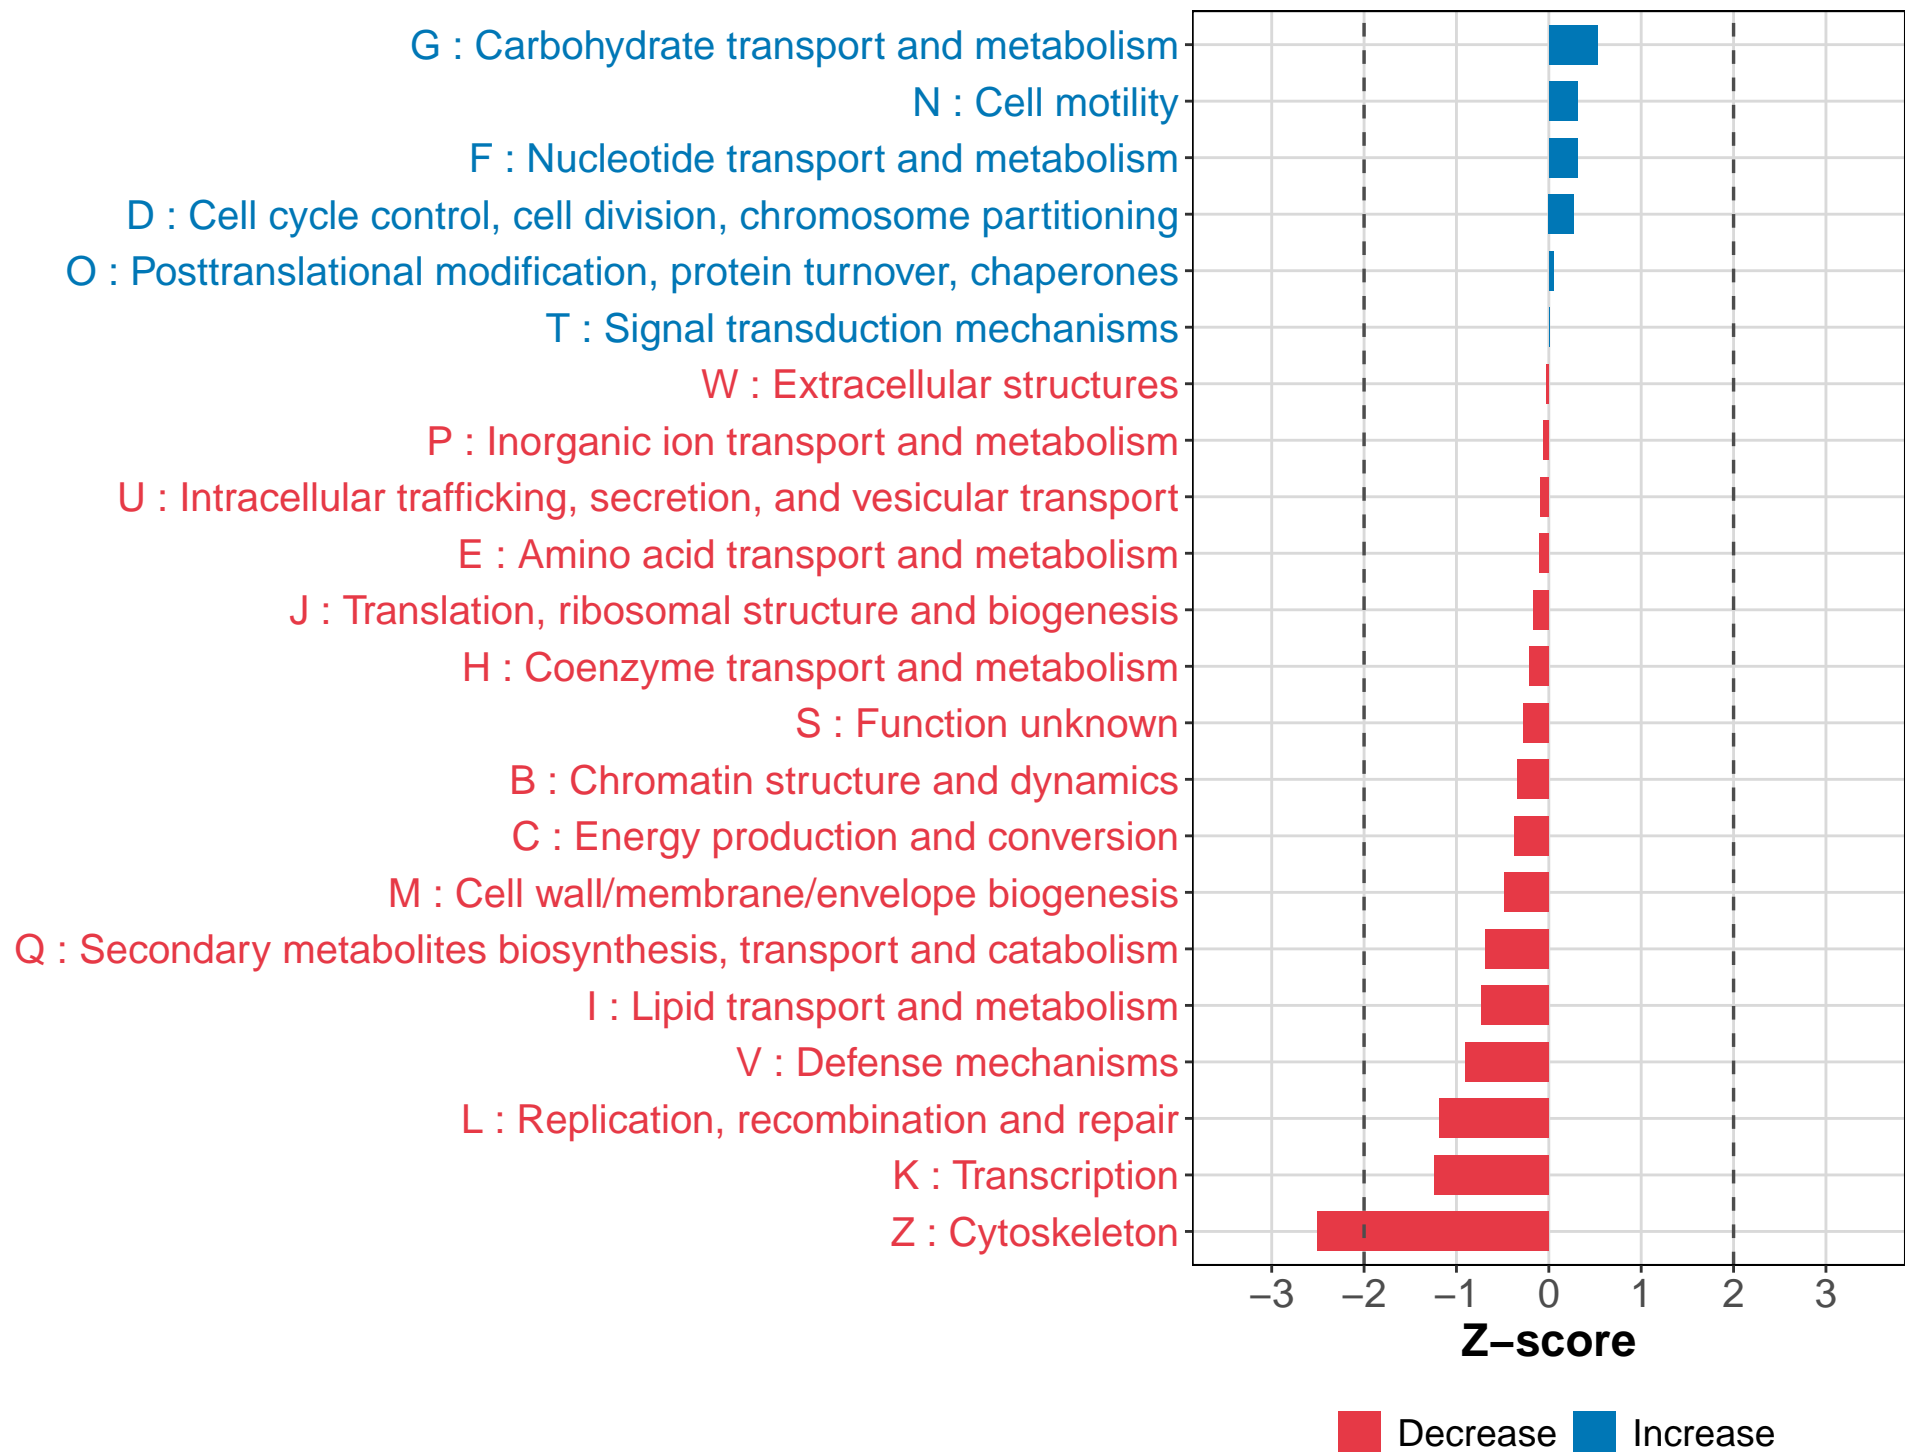 G : Carbohydrate transport and metabolism
N : Cell motility
F : Nucleotide transport and metabolism
D : Cell cycle control, cell division, chromosome partitioning
O : Posttranslational modification, protein turnover, chaperones
T : Signal transduction mechanisms
W : Extracellular structures
P : Inorganic ion transport and metabolism
U : Intracellular trafficking, secretion, and vesicular transport
E : Amino acid transport and metabolism
J : Translation, ribosomal structure and biogenesis
H : Coenzyme transport and metabolism
S : Function unknown
B : Chromatin structure and dynamics
C : Energy production and conversion
M : Cell wall/membrane/envelope biogenesis
Q : Secondary metabolites biosynthesis, transport and catabolism
I : Lipid transport and metabolism
V : Defense mechanisms
L : Replication, recombination and repair
K : Transcription
Z : Cytoskeleton
−3 −2 −1 0 1 2 3
Z−score
Decrease Increase